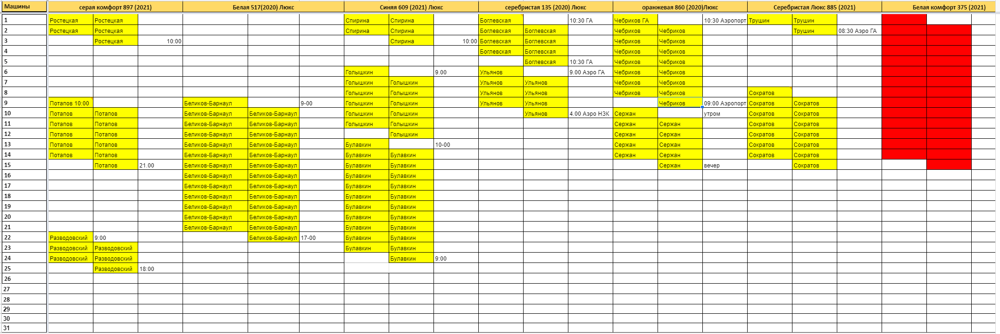 Машины серая комфорт 897 (2021) Белая 517(2020) Люкс Синяя 609 (2021) Люкс серебристая 135 (2020) Люкс оранжевая 860 (2020)Люкс Серебристая Люкс 885 (2021) Белая комфорт 375 (2021)
1 Ростецкая Ростецкая Спирина Спирина Боглевская 10:30 ГА Чебриков ГА 10:30 Аэропорт Трушин Трушин
2 Ростецкая Ростецкая Спирина Спирина Боглевская Боглевская Чебриков Чебриков Трушин 08:30 Аэро ГА
3 Ростецкая 10:00 Спирина 10:00 Боглевская Боглевская Чебриков Чебриков
4 Боглевская Боглевская Чебриков Чебриков
5 Боглевская 10:30 ГА Чебриков Чебриков
6 Голышкин 9.00 Ульянов 9.00 Аэро ГА Чебриков Чебриков
7 Голышкин Голышкин Ульянов Ульянов Чебриков Чебриков
8 Голышкин Голышкин Ульянов Ульянов Чебриков Чебриков Сократов
9 Потапов 10:00 Беликов-Барнаул 9-00 Голышкин Голышкин Ульянов Ульянов Чебриков 09:00 Аэропорт Сократов Сократов
10 Потапов Потапов Беликов-Барнаул Беликов-Барнаул Голышкин Голышкин Ульянов 4.00 Аэро НЗК Сержан утром Сократов Сократов
11 Потапов Потапов Беликов-Барнаул Беликов-Барнаул Голышкин Голышкин Сержан Сержан Сократов Сократов
12 Потапов Потапов Беликов-Барнаул Беликов-Барнаул Голышкин Сержан Сержан Сократов Сократов
13 Потапов Потапов Беликов-Барнаул Беликов-Барнаул Булавкин 10-00 Сержан Сержан Сократов Сократов
14 Потапов Потапов Беликов-Барнаул Беликов-Барнаул Булавкин Булавкин Сержан Сержан Сократов Сократов
15 Потапов 21.00 Беликов-Барнаул Беликов-Барнаул Булавкин Булавкин Сержан вечер Сократов
16 Беликов-Барнаул Беликов-Барнаул Булавкин Булавкин
17 Беликов-Барнаул Беликов-Барнаул Булавкин Булавкин
18 Беликов-Барнаул Беликов-Барнаул Булавкин Булавкин
19 Беликов-Барнаул Беликов-Барнаул Булавкин Булавкин
20 Беликов-Барнаул Беликов-Барнаул Булавкин Булавкин
21 Беликов-Барнаул Беликов-Барнаул Булавкин Булавкин
22 Разводовский 9:00 Беликов-Барнаул 17-00 Булавкин Булавкин
23 Разводовский Разводовский Булавкин Булавкин
24 Разводовский Разводовский Булавкин 9:00
25 Разводовский 18:00
26
27
28
29
30
31